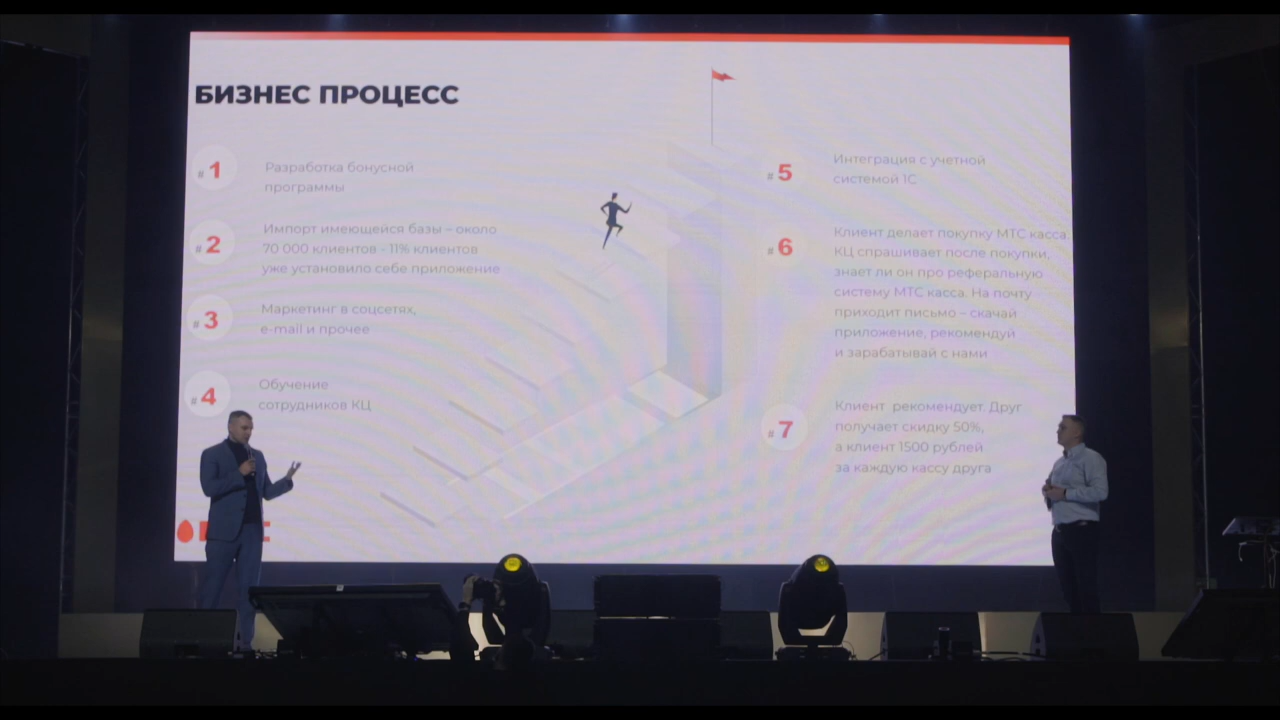 БИЗНЕС ПРОЦЕСС
#1
Разработка бонусной
программы
#2
Импорт имеющейся базы – около
70 000 клиентов - 11% клиентов
уже установило себе приложение
#3
Маркетинг в соцсетях,
e-mail и прочее
#4
Обучение
сотрудников КЦ
#5
Интеграция с учетной
системой 1С
#6
Клиент делает покупку МТС касса.
КЦ спрашивает после покупки,
знает ли он про реферальную
систему МТС касса. На почту
приходит письмо – скачай
приложение, рекомендуй
и зарабатывай с нами
#7
Клиент рекомендует. Друг
получает скидку 50%,
а клиент 1500 рублей
за каждую кассу друга